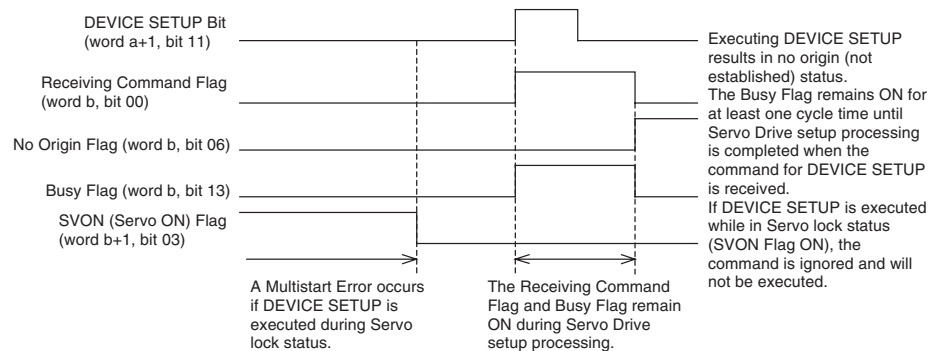 DEVICE SETUP Bit
(word a+1, bit 11)
Receiving Command Flag
(word b, bit 00)
No Origin Flag (word b, bit 06)
Busy Flag (word b, bit 13)
SVON (Servo ON) Flag
(word b+1, bit 03)
A Multistart Error occurs
if DEVICE SETUP is
executed during Servo
lock status.
The Receiving Command
Flag and Busy Flag remain
ON during Servo Drive
setup processing.
Executing DEVICE SETUP
results in no origin (not
established) status.
The Busy Flag remains ON for
at least one cycle time until
Servo Drive setup processing
is completed when the
command for DEVICE SETUP
is received.
If DEVICE SETUP is executed
while in Servo lock status
(SVON Flag ON), the
command is ignored and will
not be executed.